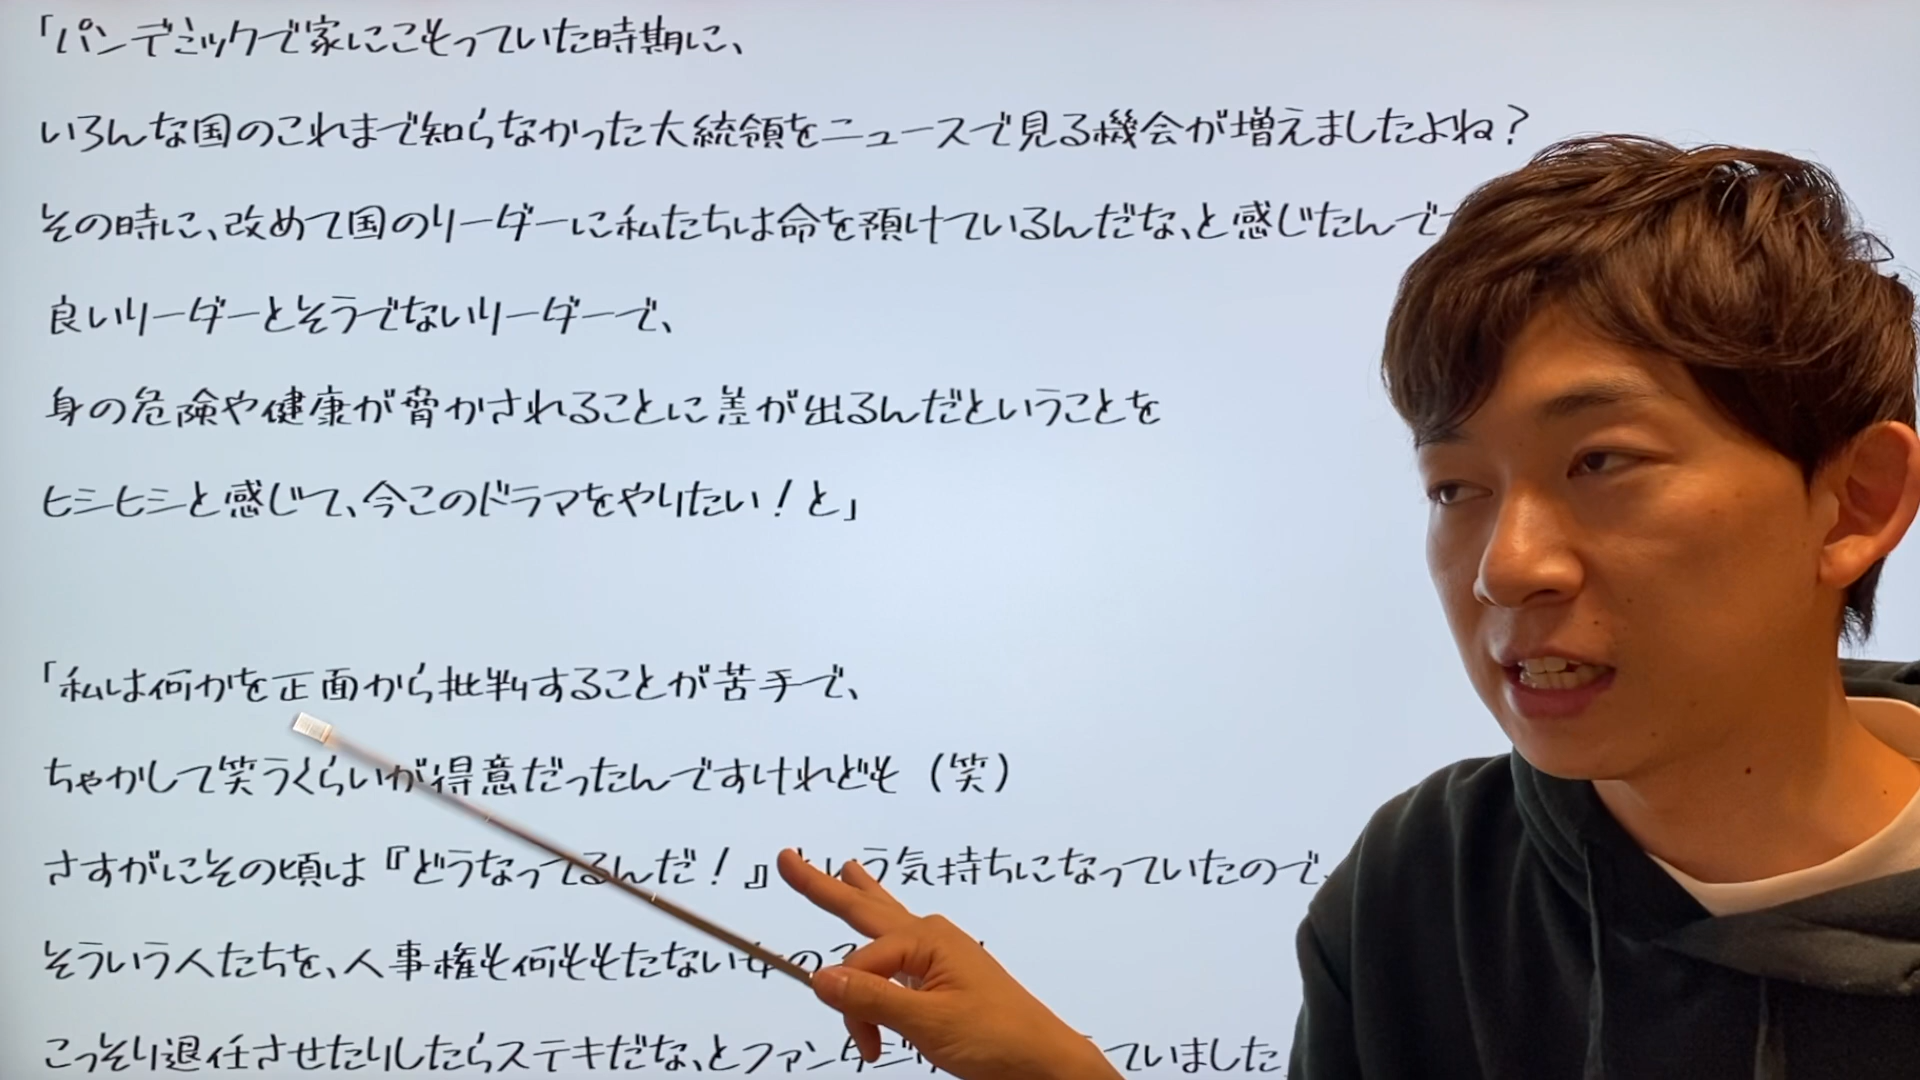 「パンデミックで家にこもっていた時期に、
いろんな国のこれまで知らなかった大統領をニュースで見る機会が増えましたよね？
その時に、改めて国のリーダーに私たちは命を預けているんだな、と感じたんで
良いリーダーとそうでないリーダーで、
身の危険や健康が脅かされることに差が出るんだということを
ヒシヒシと感じて、今このドラマをやりたい！と」
「私は何かを正面から批判することが苦手で、
ちゃかして笑うくらいが得意だったんですけれども（笑）
さすがにその頃は『どうなってるんだ！』という気持ちになっていたので、
そういう人たちを、人事権も何ももたない
こっそり退任させたりしたらステキだな、とファンタジ ていました